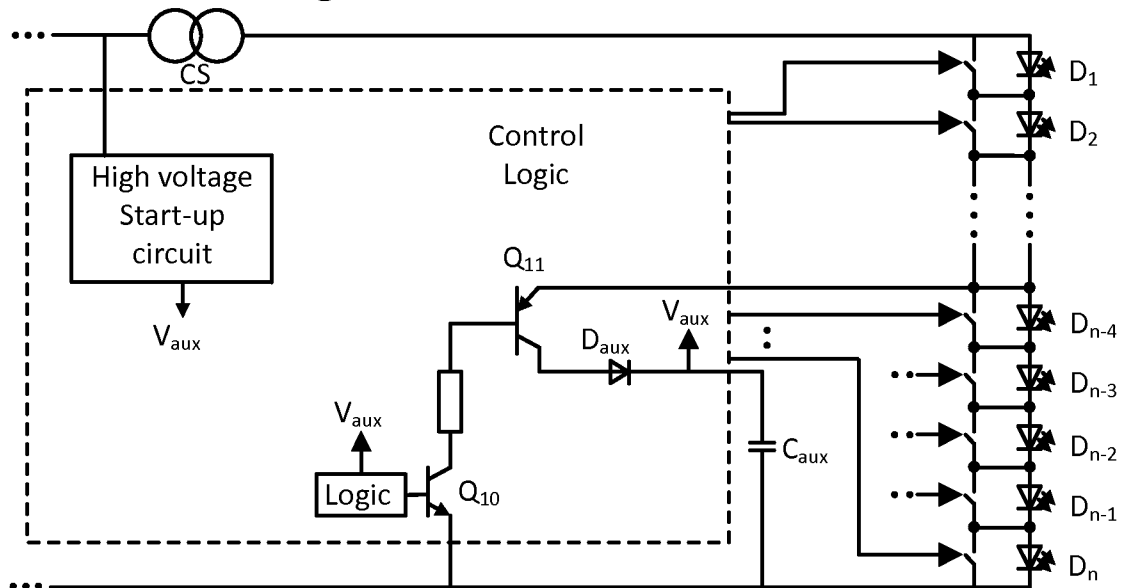 CS
D1
D2
Control
Logic
High voltage
Start-up
circuit
Vaux
Q11
Vaux
Daux
Dn-4
Dn-3
Vaux
Caux
Dn-2
Logic
Q10
Dn-1
Dn